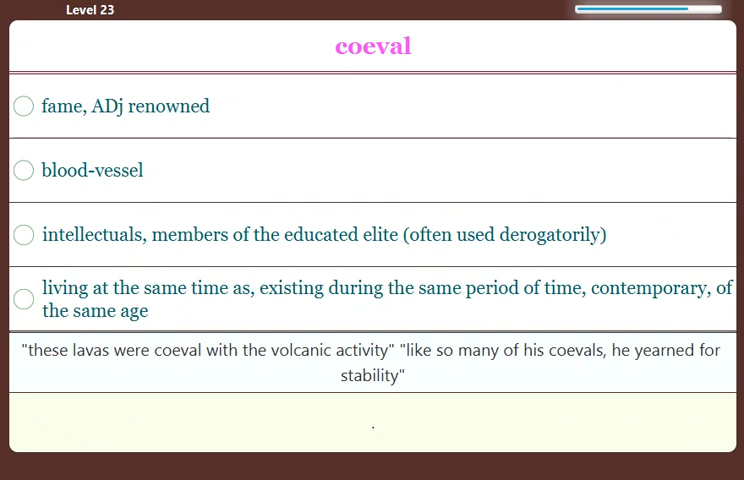 Level 23
coeval
fame, ADj renowned
blood-vessel
intellectuals, members of the educated elite (often used derogatorily)
living at the same time as, existing during the same period of time, contemporary, of
the same age
"these lavas were coeval with the volcanic activity" "like so many of his coevals, he yearned for
stability"
.